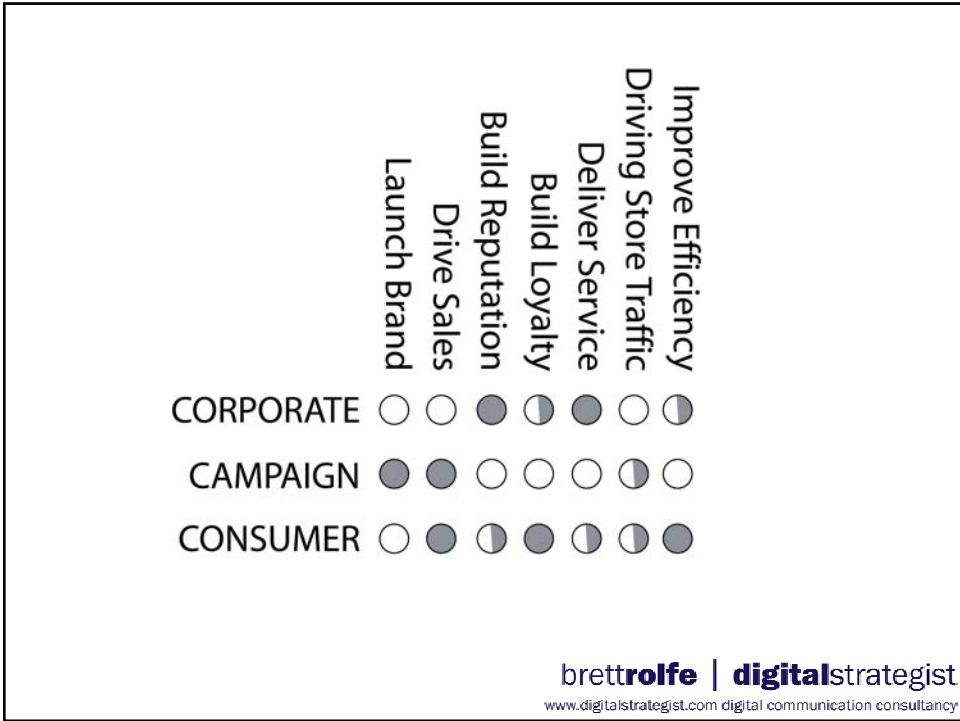 Launch Brand
Drive Sales
Build Reputation
Build Loyalty
Deliver Service
Driving Store Traffic
Improve Efficiency
CORPORATE
CAMPAIGN
CONSUMER
brettrolfe | digitalstrategist
www.digitalstrategist.com digital communication consultancy